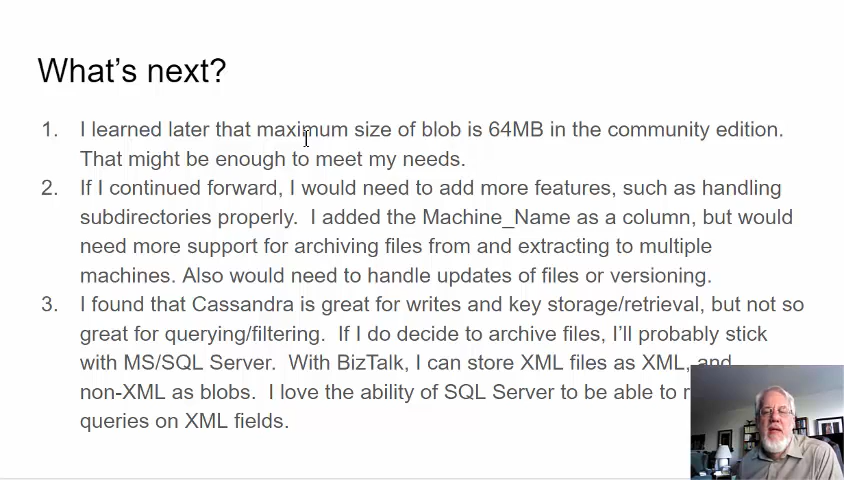 What's next?
1. I learned later that maximum size of blob is 64MB in the community edition.
That might be enough to meet my needs.
2. If I continued forward, I would need to add more features, such as handling
subdirectories properly.  I added the Machine_Name as a column, but would
need more support for archiving files from and extracting to multiple
machines. Also would need to handle updates of files or versioning.
3. I found that Cassandra is great for writes and key storage/retrieval, but not so
great for querying/filtering.  If I do decide to archive files, I'll probably stick
with MS/SQL Server.  With BizTalk, I can store XML files as XML, and
non-XML as blobs.  I love the ability of SQL Server to be able to
queries on XML fields.